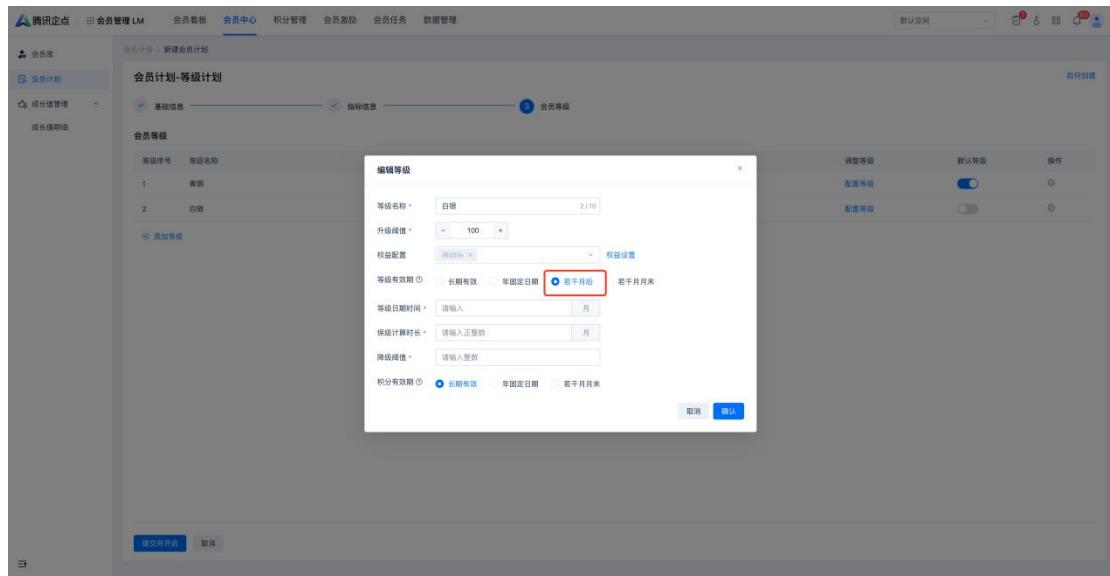 腾讯企点 会员管理 LM 会员看板 会员中心 积分管理 会员激励 会员任务 数据管理 默认空间
会员库
会员计划 / 新建会员计划
会员计划
会员计划-等级计划 如何创建
成长值管理
基础信息 指标信息 3 会员等级
成长值明细
会员等级
等级序号 等级名称 调整等级 默认等级 操作
1 青铜 配置等级
2 白银 配置等级
添加等级
编辑等级
等级名称 * 白银 2 / 10
升级阈值 * - 100 +
权益配置 权益设置
等级有效期 长期有效 年固定日期 若干月后 若干月月末
等级日期时间 * 请输入 月
保级计算时长 * 请输入正整数 月
降级阈值 * 请输入整数
积分有效期 长期有效 年固定日期 若干月月末
取消 确认
提交并开启 取消